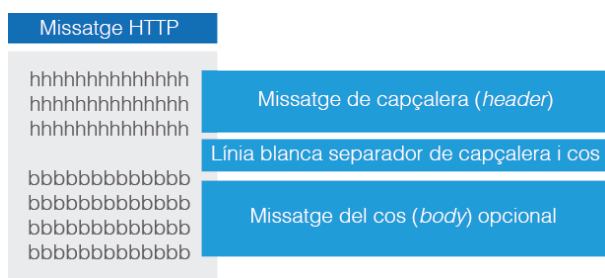 Missatge HTTP
hhhhhhhhhhhhhh
hhhhhhhhhhhhhh
hhhhhhhhhhhhhh
Missatge de capçalera (header)
Línia blanca separador de capçalera i cos
bbbbbbbbbbbbb
bbbbbbbbbbbbb
bbbbbbbbbbbbb
bbbbbbbbbbbbb
Missatge del cos (body) opcional